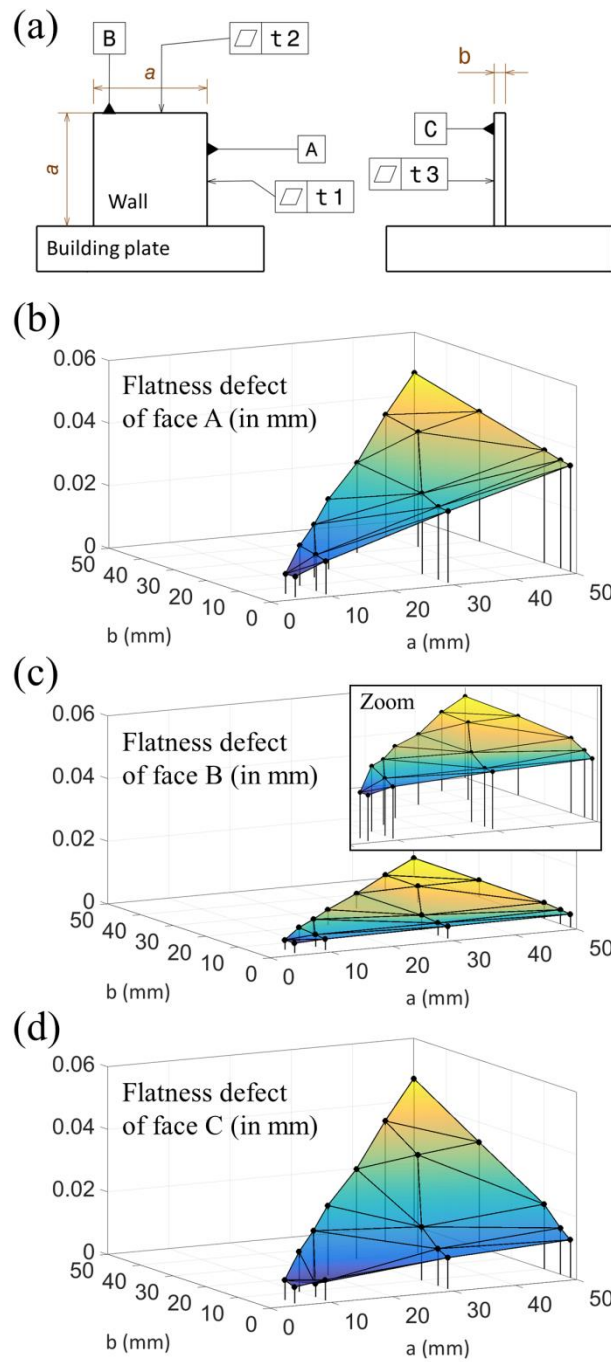 (a)
B
a
▱ t2
a
A
Wall
▱ t1
Building plate
b
C
▱ t3
(b)
0.06
0.04
0.02
0
Flatness defect
of face A (in mm)
50
40
30
20
10
0
b (mm)
0
10
20
30
40
50
a (mm)
(c)
0.06
0.04
0.02
0
Flatness defect
of face B (in mm)
Zoom
50
40
30
20
10
0
b (mm)
0
10
20
30
40
50
a (mm)
(d)
0.06
0.04
0.02
0
Flatness defect
of face C (in mm)
50
40
30
20
10
0
b (mm)
0
10
20
30
40
50
a (mm)